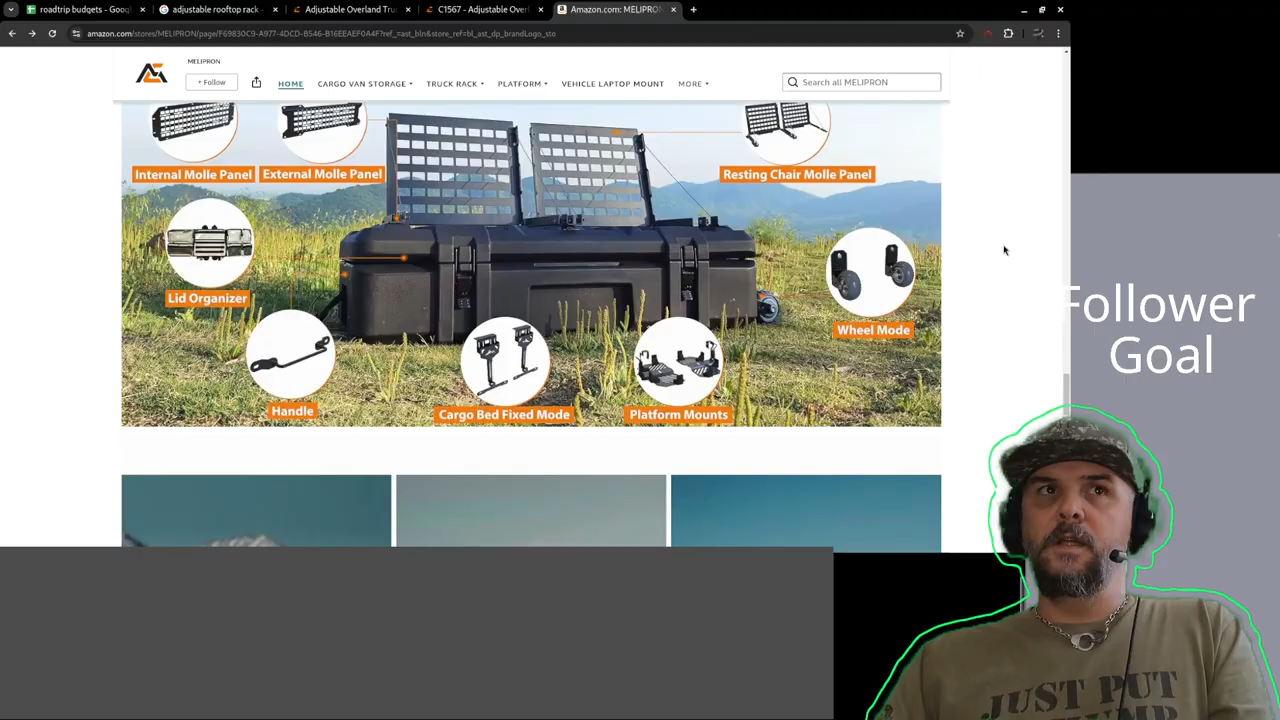 roadtrip budgets - Googl
adjustable rooftop rack -
Adjustable Overland Truc
C1567 - Adjustable Overl
Amazon.com: MELIPRON
amazon.com/stores/MELIPRON/page/F69830C9-A977-4DCD-B546-B16EEAEF0A4F?ref_=ast_bln&store_ref=bl_ast_dp_brandLogo_sto
MELIPRON
+ Follow
HOME
CARGO VAN STORAGE
TRUCK RACK
PLATFORM
VEHICLE LAPTOP MOUNT
MORE
Search all MELIPRON
Internal Molle Panel
External Molle Panel
Resting Chair Molle Panel
Lid Organizer
Wheel Mode
Handle
Cargo Bed Fixed Mode
Platform Mounts
Follower
Goal
JUST PUT